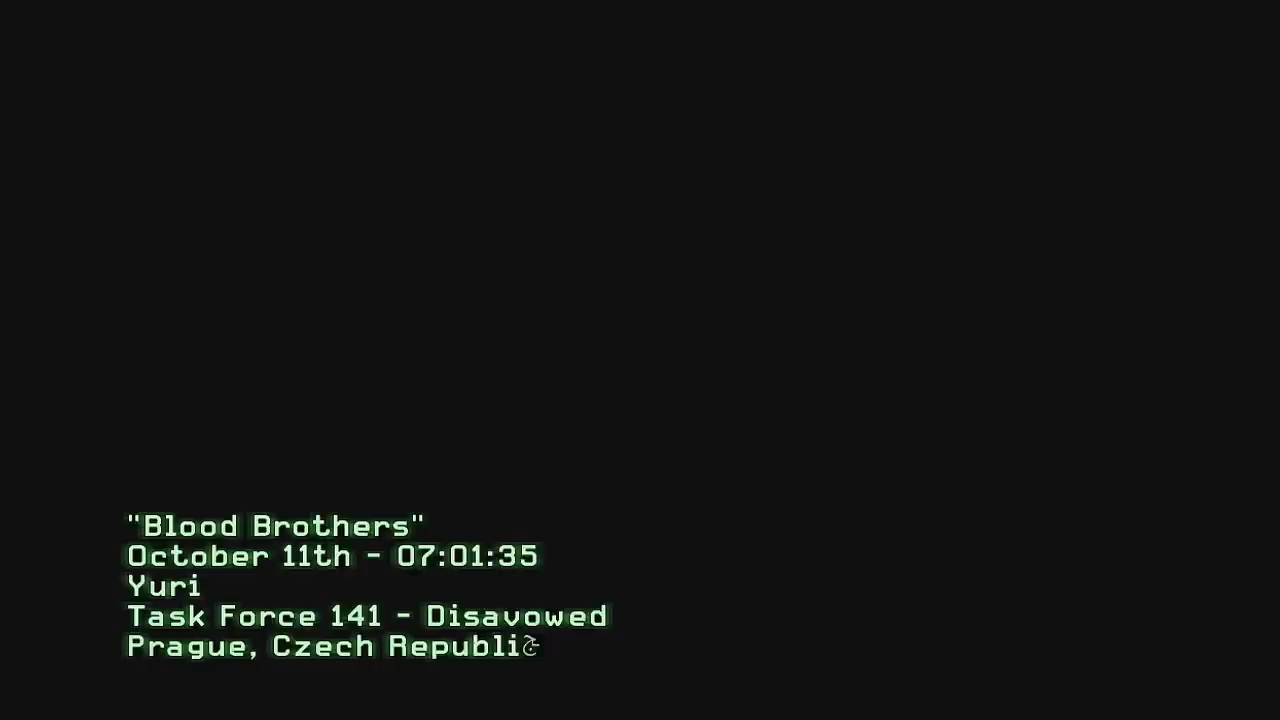 "Blood Brothers"
October 11th - 07:01:35
Yuri
Task Force 141 - Disavowed
Prague, Czech Republi